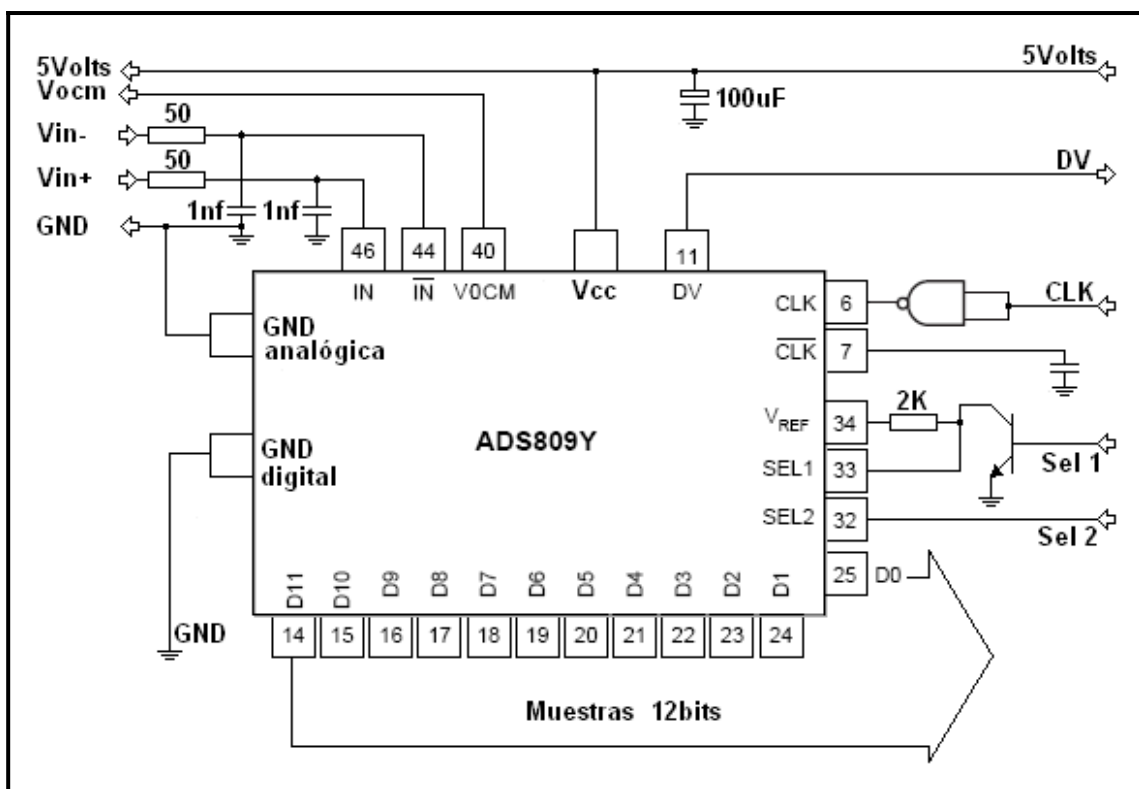 5Volts
5Volts
Vocm
100uF
50
Vin-
50
DV
Vin+
1nf
1nf
GND
46
44
40
11
IN
IN
V0CM
Vcc
DV
CLK
6
CLK
GND
analógica
CLK
7
2K
VREF
34
ADS809Y
GND
digital
SEL1
33
Sel 1
SEL2
32
Sel 2
25
D0
D11
D10
D9
D8
D7
D6
D5
D4
D3
D2
D1
GND
14
15
16
17
18
19
20
21
22
23
24
Muestras 12bits